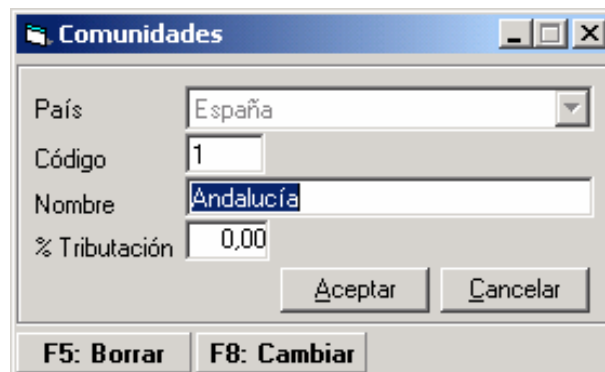 Comunidades
País España
Código 1
Nombre Andalucía
% Tributación 0,00
Aceptar Cancelar
F5: Borrar F8: Cambiar